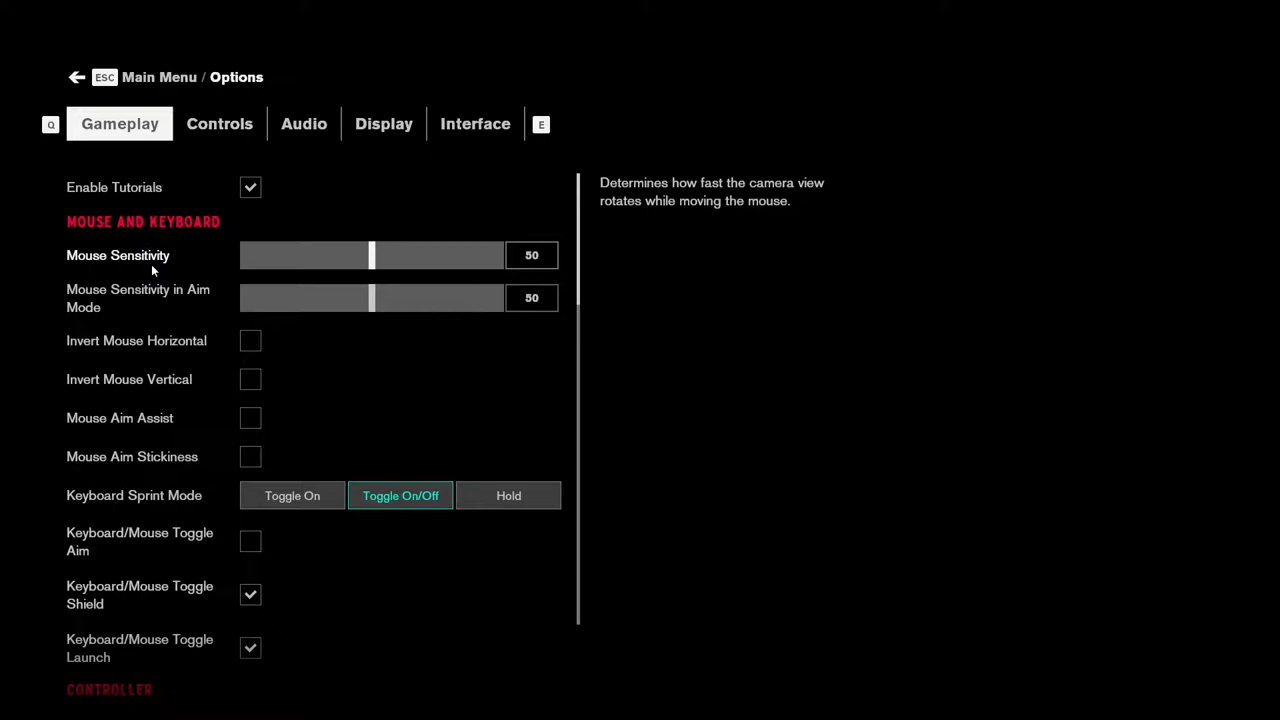 ESC Main Menu / Options
Q Gameplay Controls Audio Display Interface E
Enable Tutorials
MOUSE AND KEYBOARD
Mouse Sensitivity 50
Mouse Sensitivity in Aim
Mode
50
Invert Mouse Horizontal
Invert Mouse Vertical
Mouse Aim Assist
Mouse Aim Stickiness
Keyboard Sprint Mode Toggle On Toggle On/Off Hold
Keyboard/Mouse Toggle
Aim
Keyboard/Mouse Toggle
Shield
Keyboard/Mouse Toggle
Launch
CONTROLLER
Determines how fast the camera view
rotates while moving the mouse.